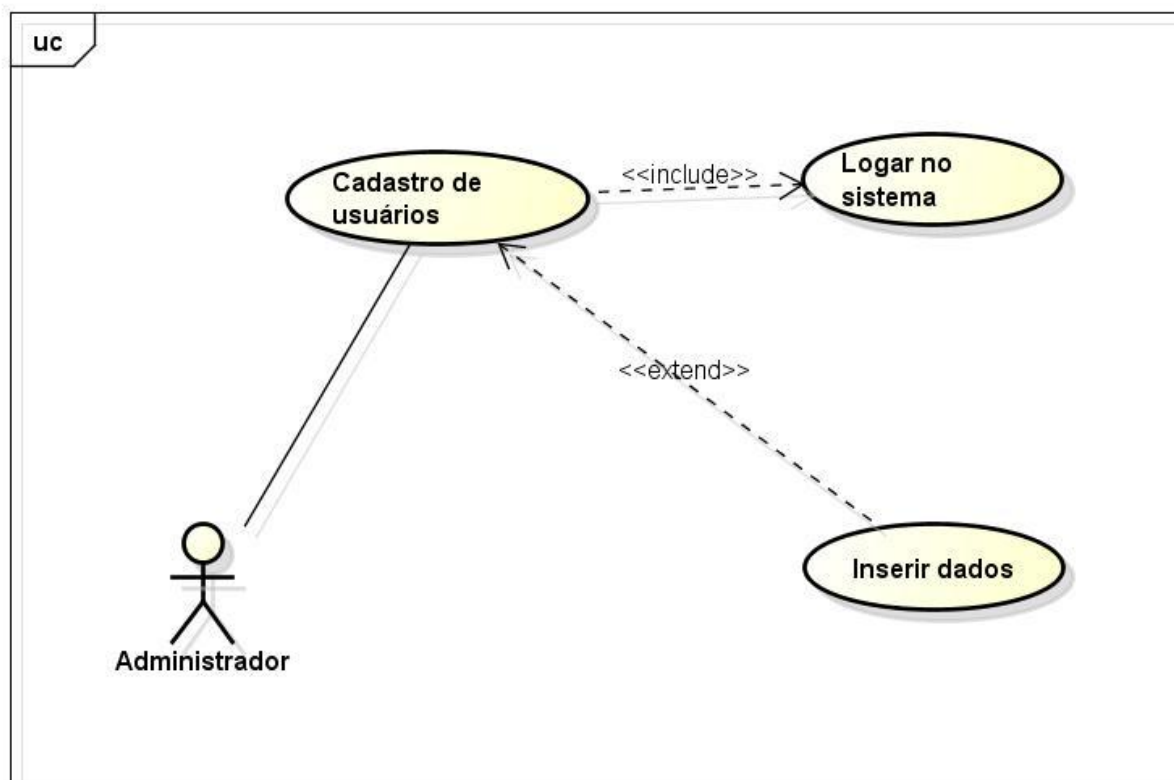 uc
Cadastro de
usuários
<<include>>
Logar no
sistema
<<extend>>
Inserir dados
Administrador